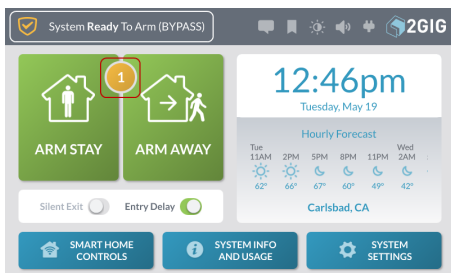 System Ready To Arm (BYPASS)
2GIG
1
ARM STAY
ARM AWAY
12:46pm
Tuesday, May 19
Hourly Forecast
Tue
Wed
11AM 2PM 5PM 8PM 11PM 2AM
62° 66° 67° 60° 49° 42°
Carlsbad, CA
Silent Exit
Entry Delay
SMART HOME
CONTROLS
SYSTEM INFO
AND USAGE
SYSTEM
SETTINGS